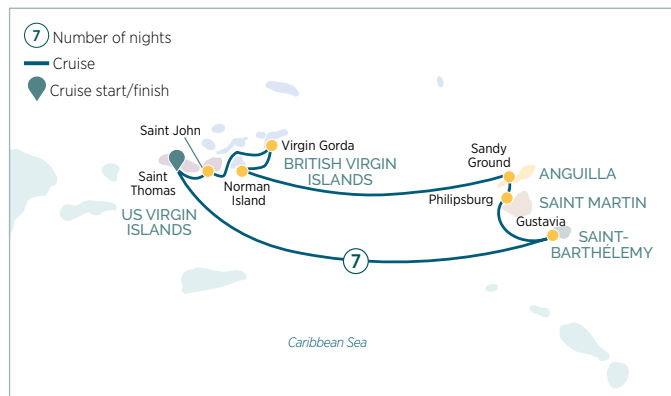 7 Number of nights
Cruise
Cruise start/finish
Saint John
Virgin Gorda
BRITISH VIRGIN
ISLANDS
Saint
Thomas
Norman
Island
US VIRGIN
ISLANDS
Sandy
Ground
ANGUILLA
Philipsburg
SAINT MARTIN
Gustavia
SAINT-
BARTHÉLEMY
7
Caribbean Sea